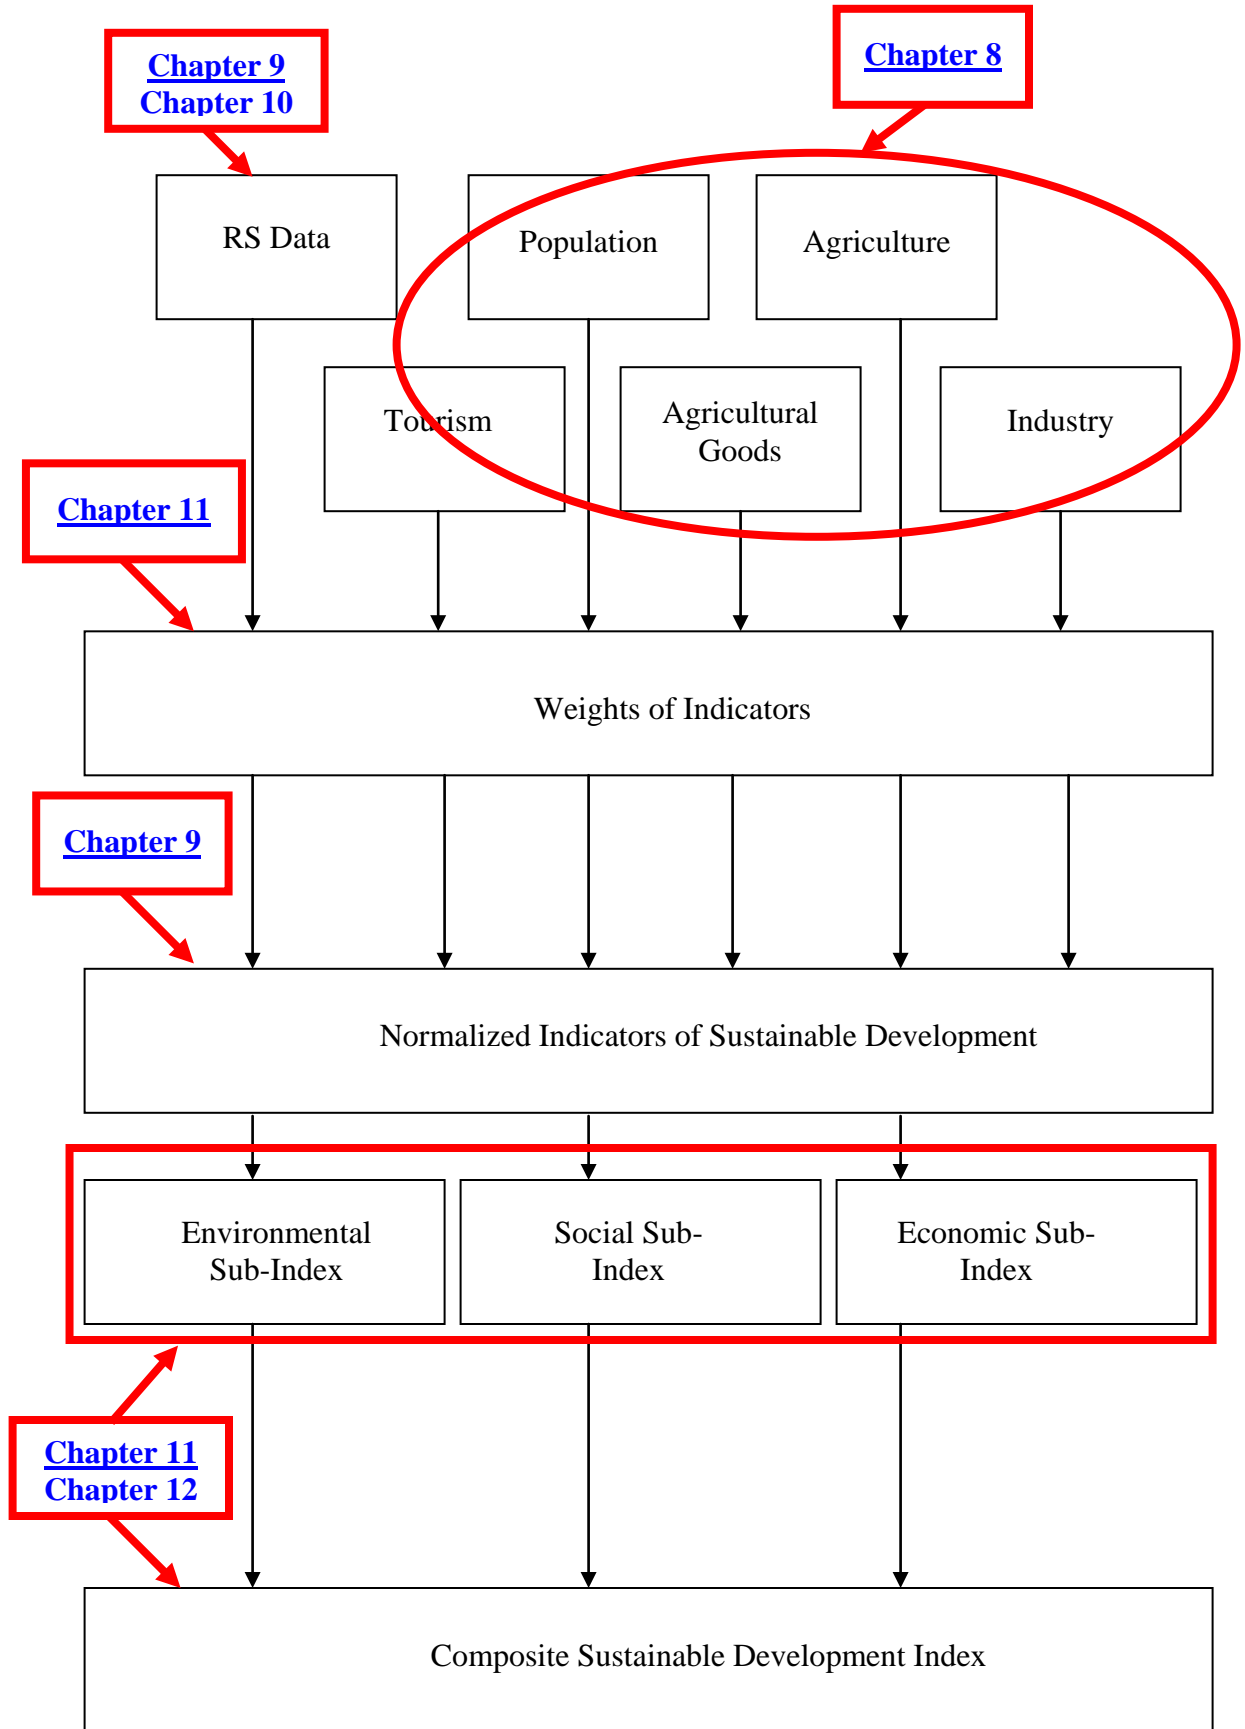 Chapter 9
Chapter 10
Chapter 8
RS Data
Population
Agriculture
Tourism
Agricultural
Goods
Industry
Chapter 11
Weights of Indicators
Chapter 9
Normalized Indicators of Sustainable Development
Environmental
Sub-Index
Social Sub-
Index
Economic Sub-
Index
Chapter 11
Chapter 12
Composite Sustainable Development Index